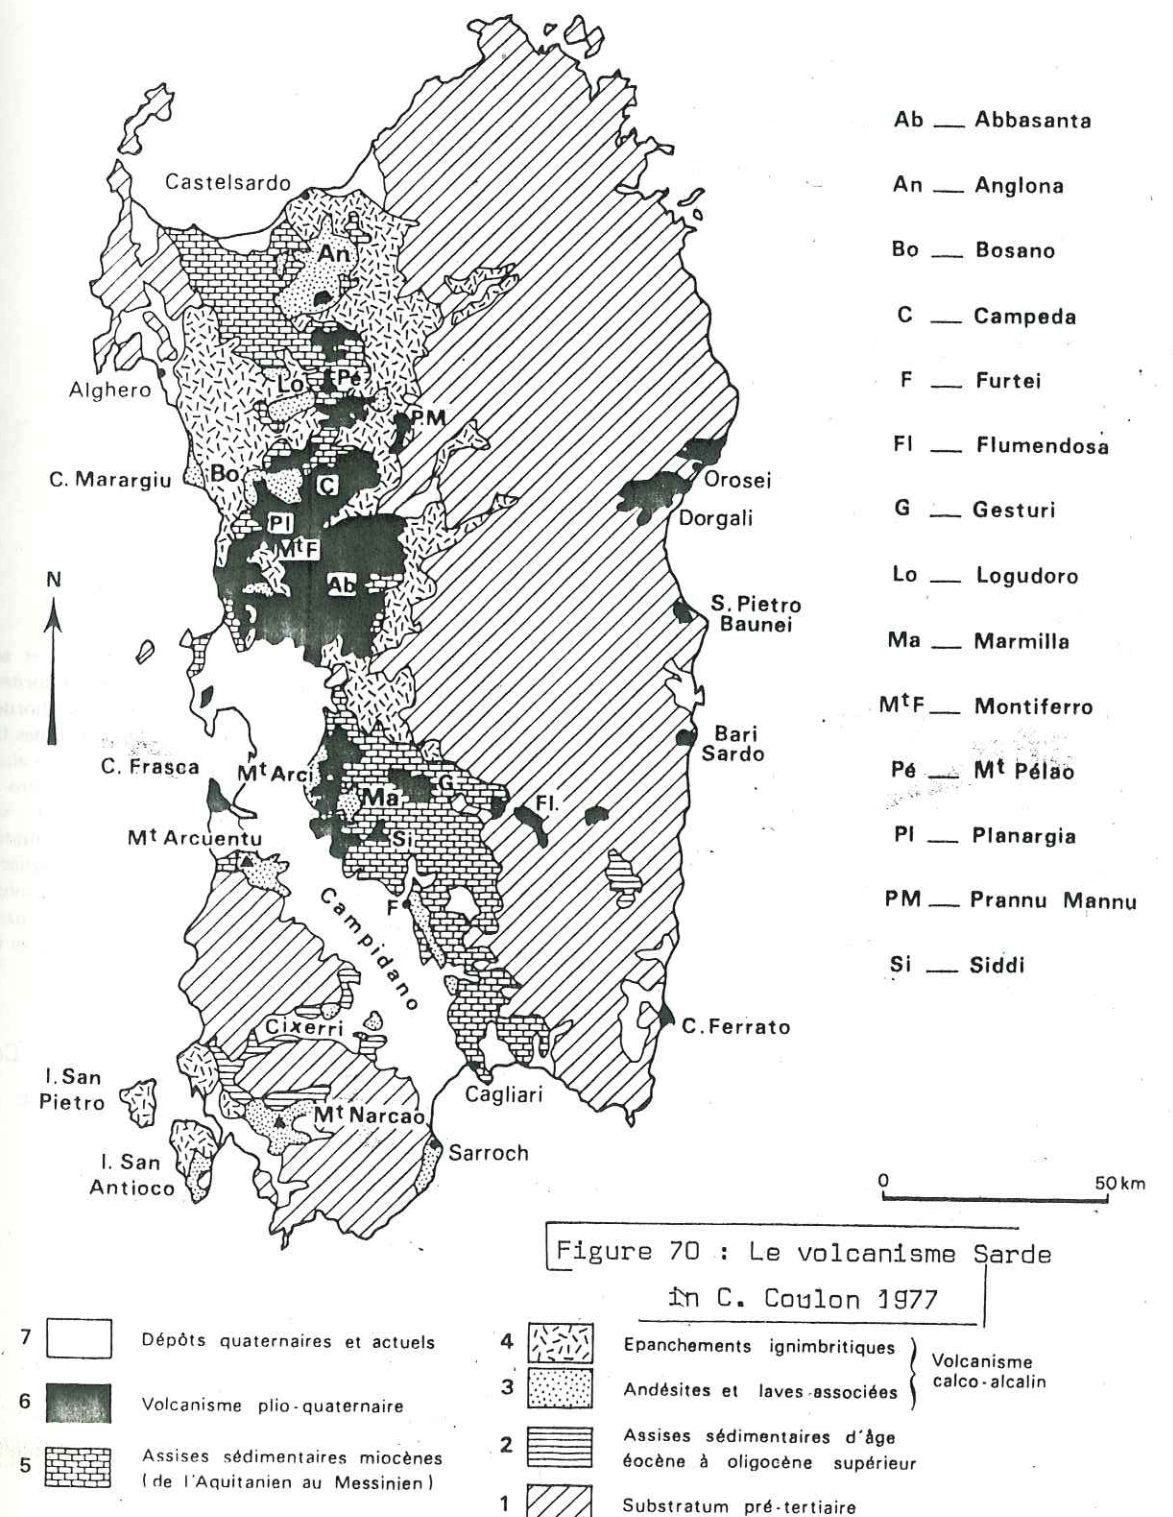 Castelsardo
An
Alghero
Lo
Pé
PM
C. Marargiu
Bo
C
Pl
MᵗF
Ab
Orosei
Dorgali
N
S. Pietro
Baunei
Bari
Sardo
C. Frasca
Mᵗ Arci
Ma
G
Fl.
Si
Mᵗ Arcuentu
F
Campidano
Cixerri
C. Ferrato
I. San
Pietro
Cagliari
Mᵗ Narcao
Sarroch
I. San
Antioco
Ab — Abbasanta
An — Anglona
Bo — Bosano
C — Campeda
F — Furtei
Fl — Flumendosa
G — Gesturi
Lo — Logudoro
Ma — Marmilla
MᵗF — Montiferro
Pé — Mᵗ Pélao
Pl — Planargia
PM — Prannu Mannu
Si — Siddi
0 50 km
Figure 70 : Le volcanisme Sarde
in C. Coulon 1977
7 Dépôts quaternaires et actuels
6 Volcanisme plio-quaternaire
5 Assises sédimentaires miocènes
(de l'Aquitanien au Messinien)
4 Epanchements ignimbritiques
3 Andésites et laves associées
Volcanisme
calco-alcalin
2 Assises sédimentaires d'âge
éocène à oligocène supérieur
1 Substratum pré-tertiaire